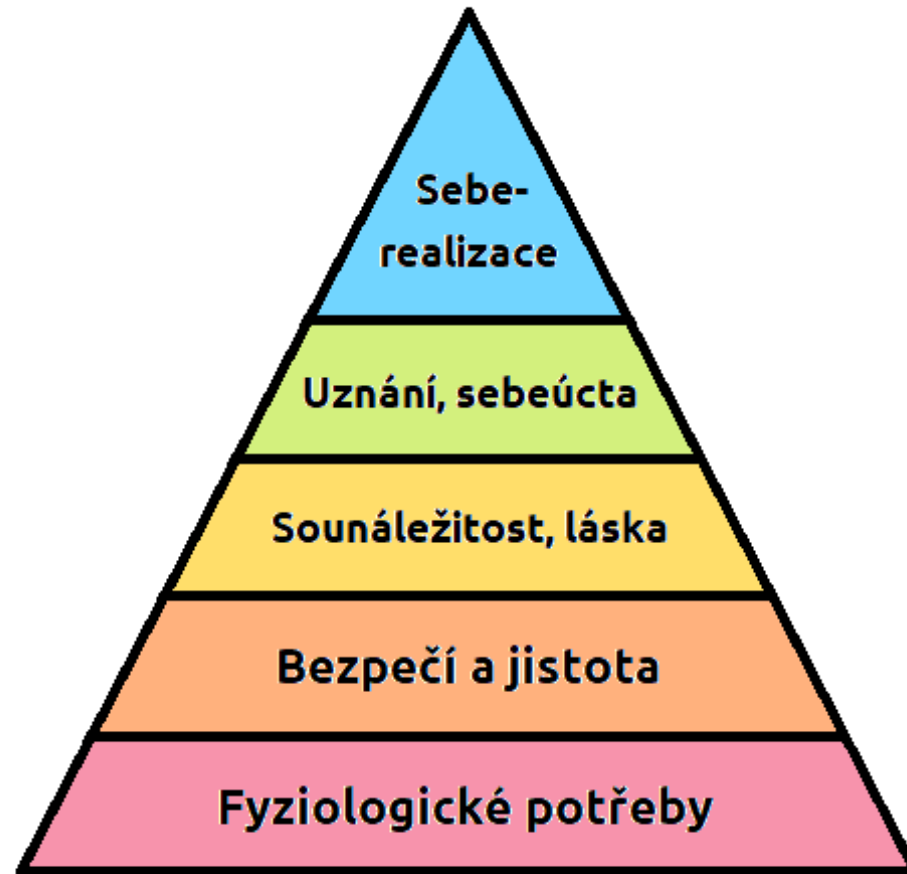 Sebe-
realizace
Uznání, sebeúcta
Sounáležitost, láska
Bezpečí a jistota
Fyziologické potřeby